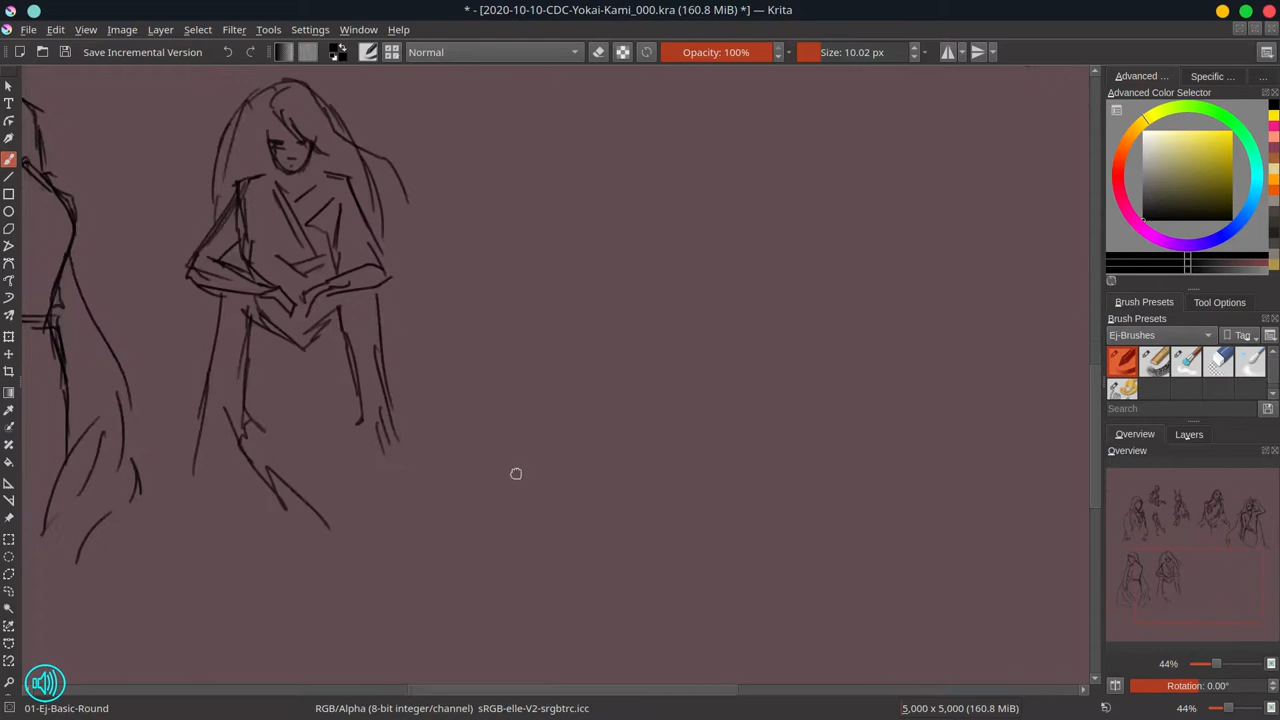 * - [2020-10-10-CDC-Yokai-Kami_000.kra (160.8 MiB) *] — Krita
File Edit View Image Layer Select Filter Tools Settings Window Help
Save Incremental Version Normal Opacity: 100% Size: 10.02 px
Advanced ... Specific ... ...
Advanced Color Selector
Brush Presets Tool Options
Brush Presets
Ej-Brushes Tag
Search
Overview Layers
Overview
44%
Rotation: 0.00°
01-Ej-Basic-Round RGB/Alpha (8-bit integer/channel) sRGB-elle-V2-srgbtrc.icc 5,000 x 5,000 (160.8 MiB) 44%